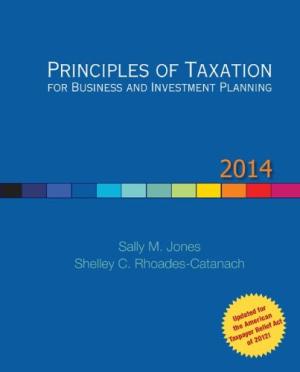 PRINCIPLES OF TAXATION
FOR BUSINESS AND INVESTMENT PLANNING
2014
Sally M. Jones
Shelley C. Rhoades-Catanach
Updated for
the American
Taxpayer Relief Act
of 2012!